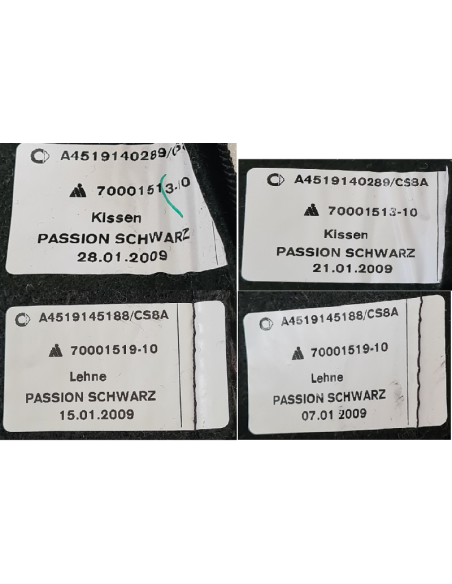 A4519140289/
70001513-10
Kissen
PASSION SCHWARZ
28.01.2009
A4519140289/CS8A
70001513-10
Kissen
PASSION SCHWARZ
21.01.2009
A4519145188/CS8A
70001519-10
Lehne
PASSION SCHWARZ
15.01.2009
A4519145188/CS8A
70001519-10
Lehne
PASSION SCHWARZ
07.01 2009